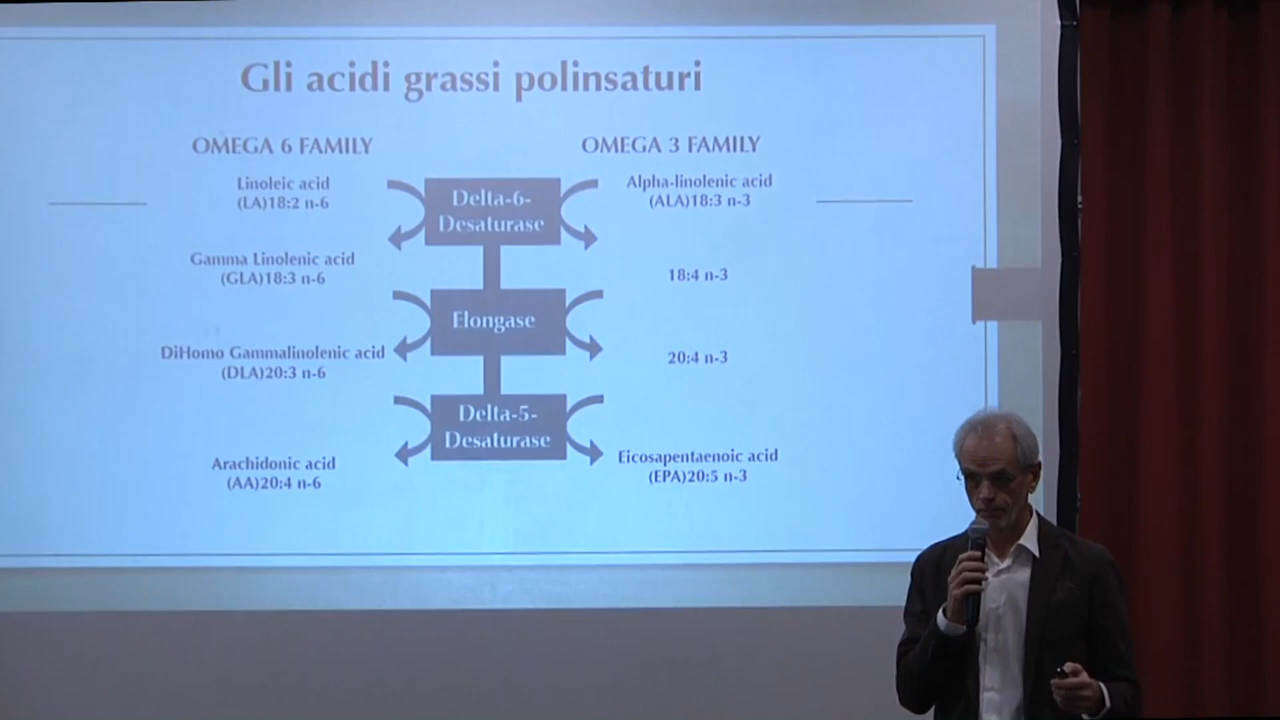 Gli acidi grassi polinsaturi
OMEGA 6 FAMILY
OMEGA 3 FAMILY
Linoleic acid
(LA)18:2 n-6
Delta-6-
Desaturase
Alpha-linolenic acid
(ALA)18:3 n-3
Gamma Linolenic acid
(GLA)18:3 n-6
18:4 n-3
Elongase
DiHomo Gammalinolenic acid
(DLA)20:3 n-6
20:4 n-3
Delta-5-
Desaturase
Arachidonic acid
(AA)20:4 n-6
Eicosapentaenoic acid
(EPA)20:5 n-3